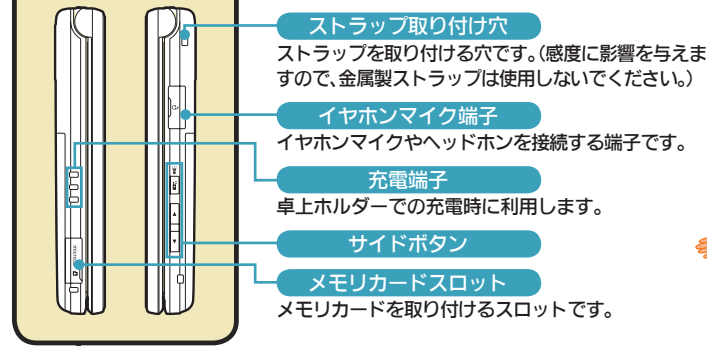 ストラップ取り付け穴
ストラップを取り付ける穴です。（感度に影響を与えま
すので、金属製ストラップは使用しないでください。）
イヤホンマイク端子
イヤホンマイクやヘッドホンを接続する端子です。
充電端子
卓上ホルダーでの充電時に利用します。
サイドボタン
メモリカードスロット
メモリカードを取り付けるスロットです。